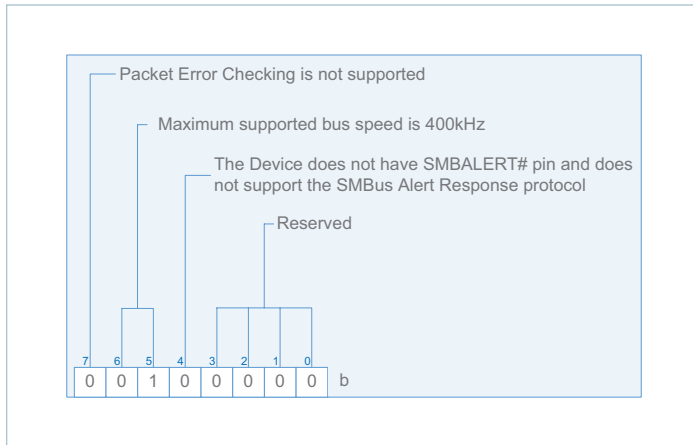 Packet Error Checking is not supported
Maximum supported bus speed is 400kHz
The Device does not have SMBALERT# pin and does
not support the SMBus Alert Response protocol
Reserved
7 6 5 4 3 2 1 0
0 0 1 0 0 0 0 0 b